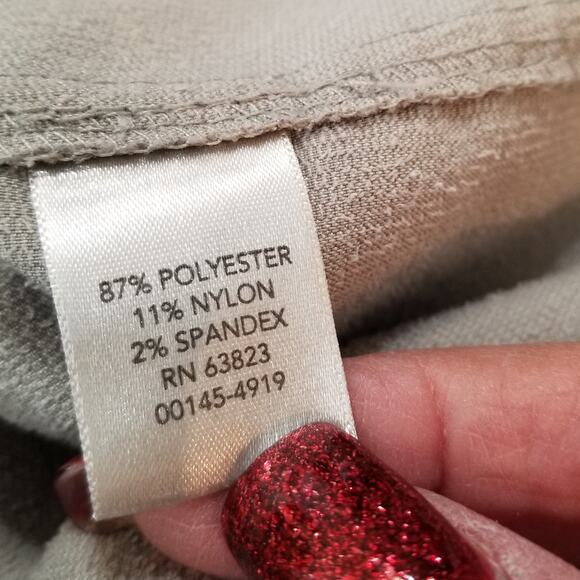 87% POLYESTER
11% NYLON
2% SPANDEX
RN 63823
00145-4919